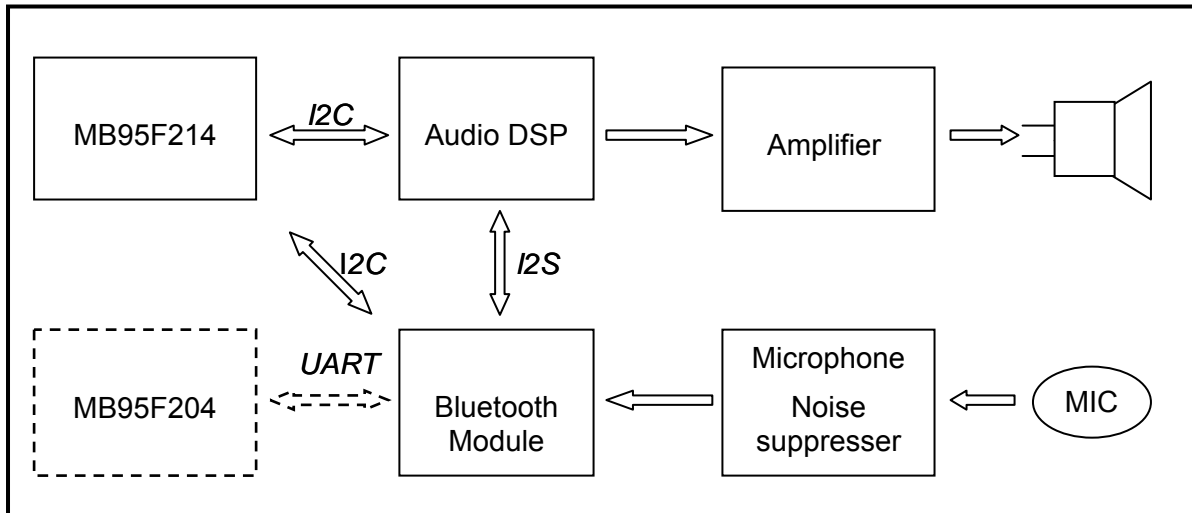 MB95F214
I2C
Audio DSP
Amplifier
I2C
I2S
MB95F204
UART
Bluetooth
Module
Microphone
Noise
suppresser
MIC